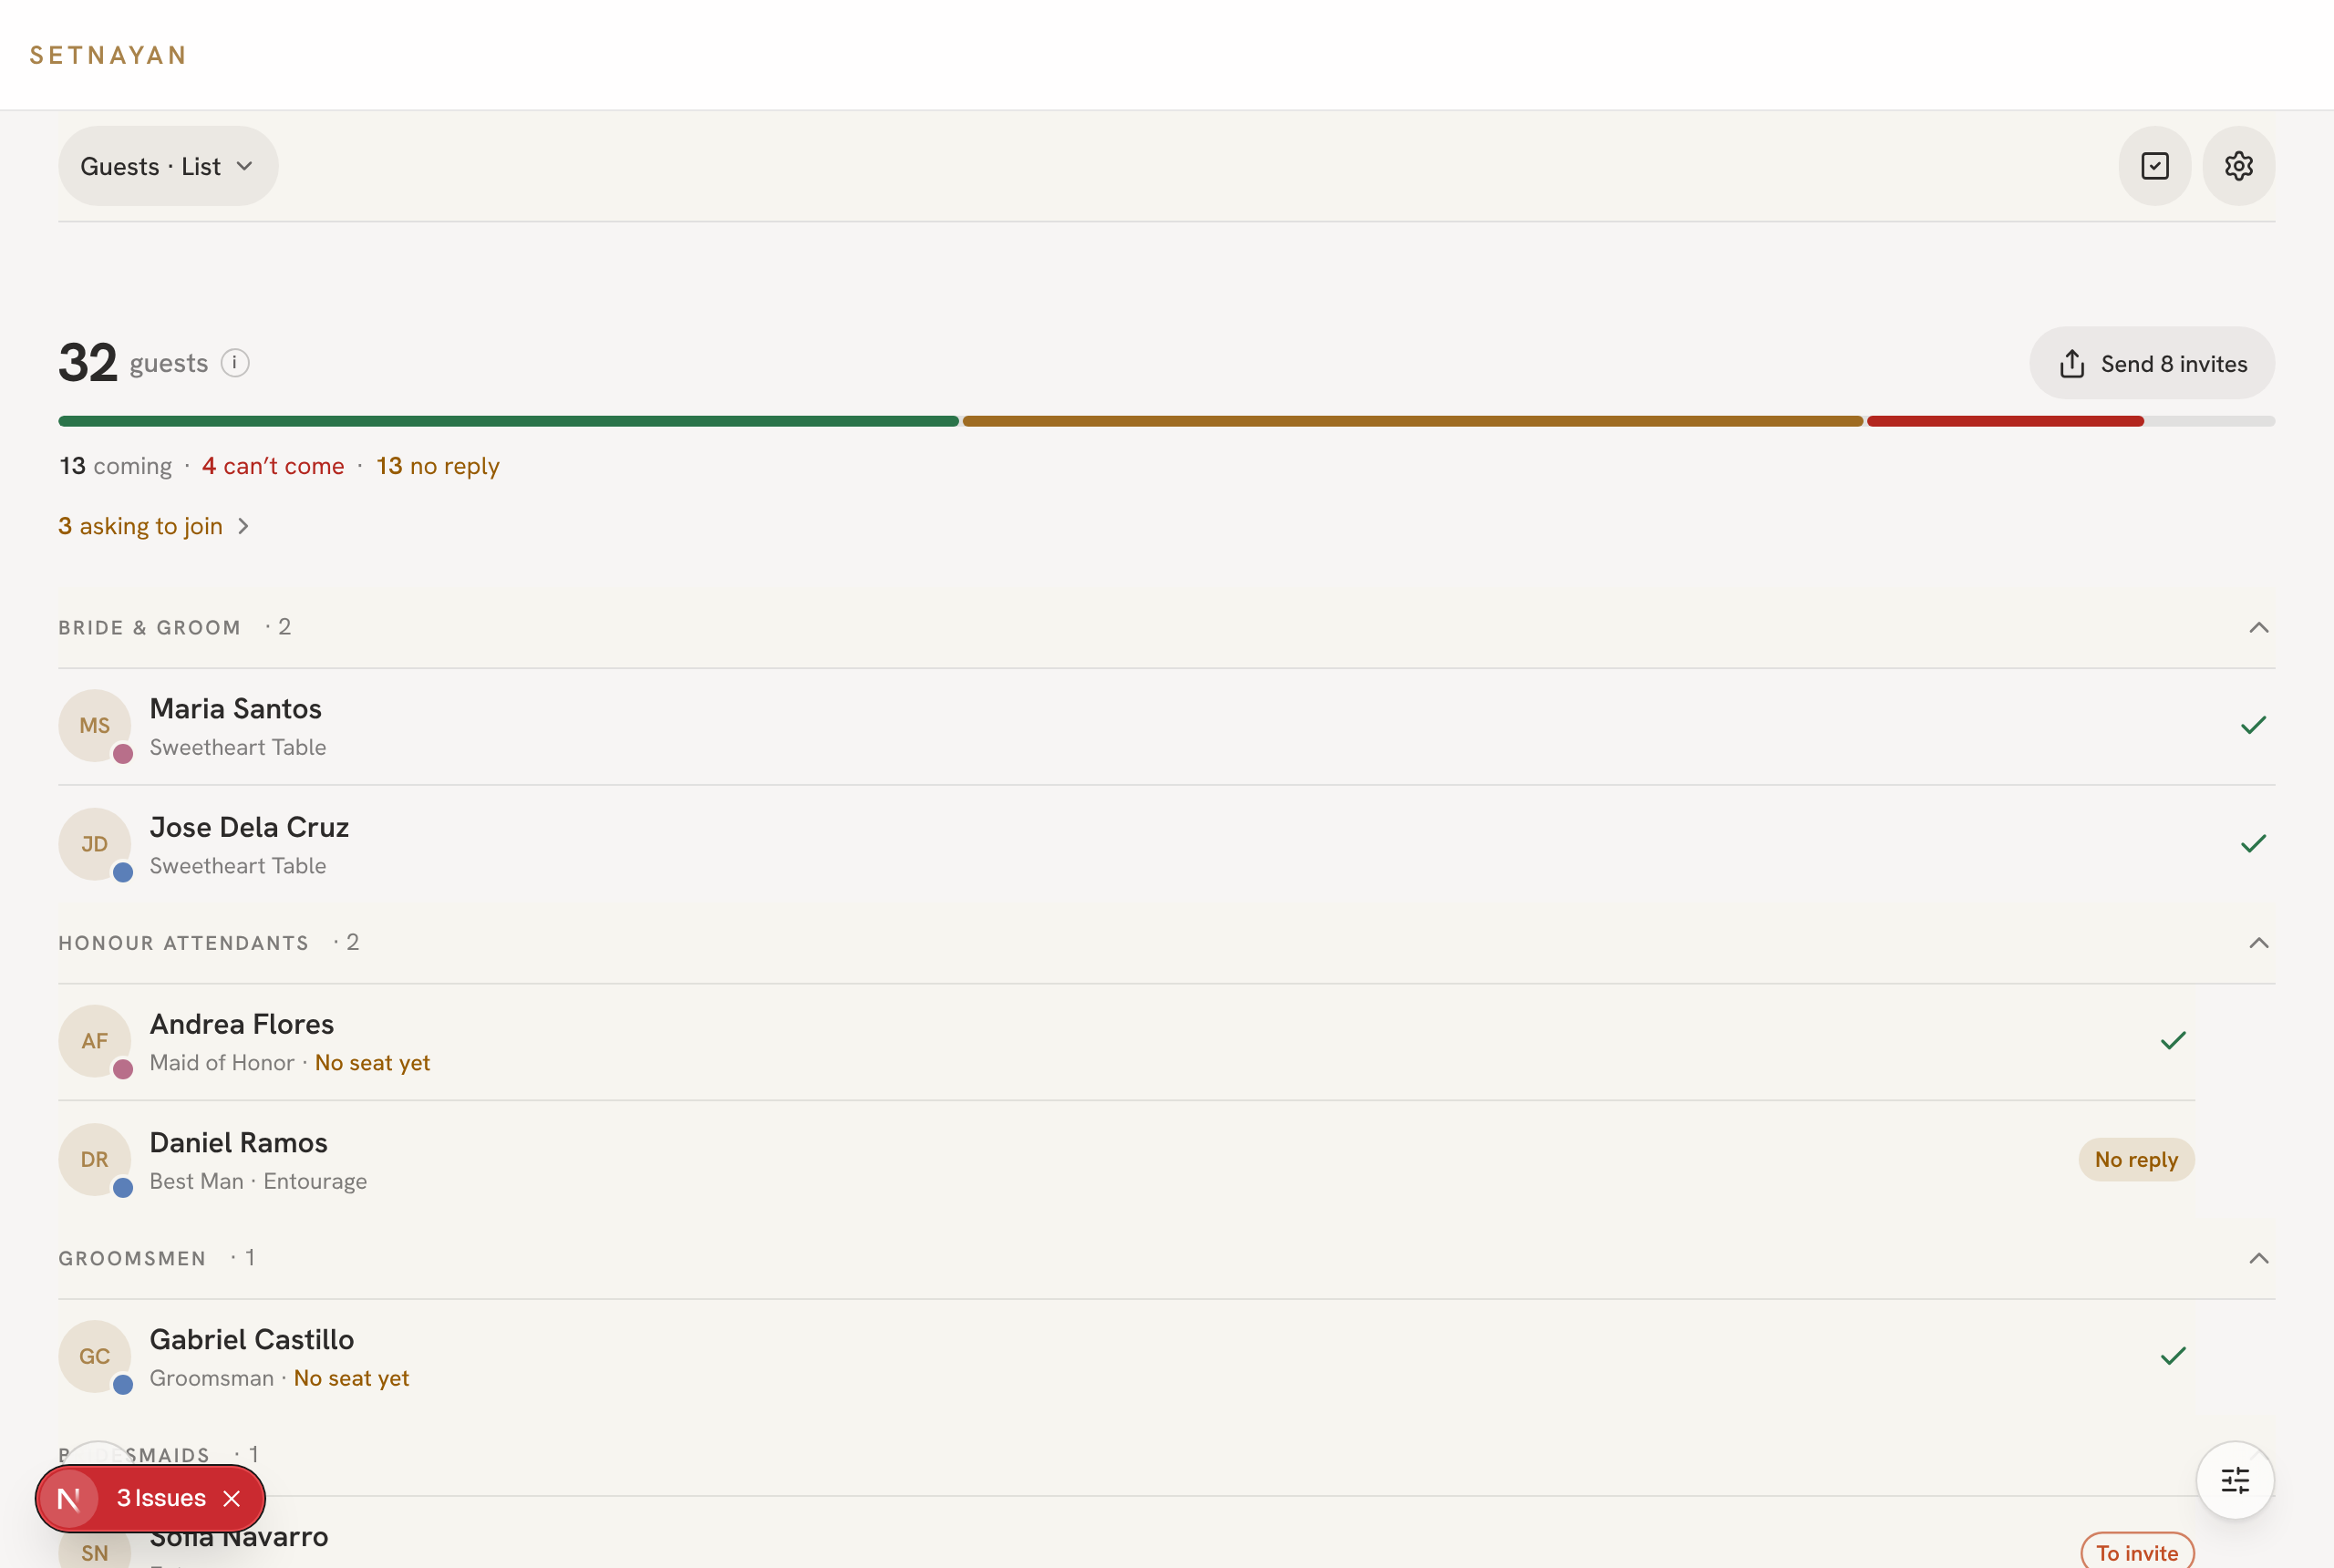 SETNAYAN
Guests · List
32 guests i
Send 8 invites
13 coming · 4 can’t come · 13 no reply
3 asking to join
BRIDE & GROOM · 2
MS
Maria Santos
Sweetheart Table
JD
Jose Dela Cruz
Sweetheart Table
HONOUR ATTENDANTS · 2
AF
Andrea Flores
Maid of Honor · No seat yet
DR
Daniel Ramos
Best Man · Entourage
No reply
GROOMSMEN · 1
GC
Gabriel Castillo
Groomsman · No seat yet
BRIDESMAIDS · 1
N 3 Issues
SN
Sofia Navarro
To invite